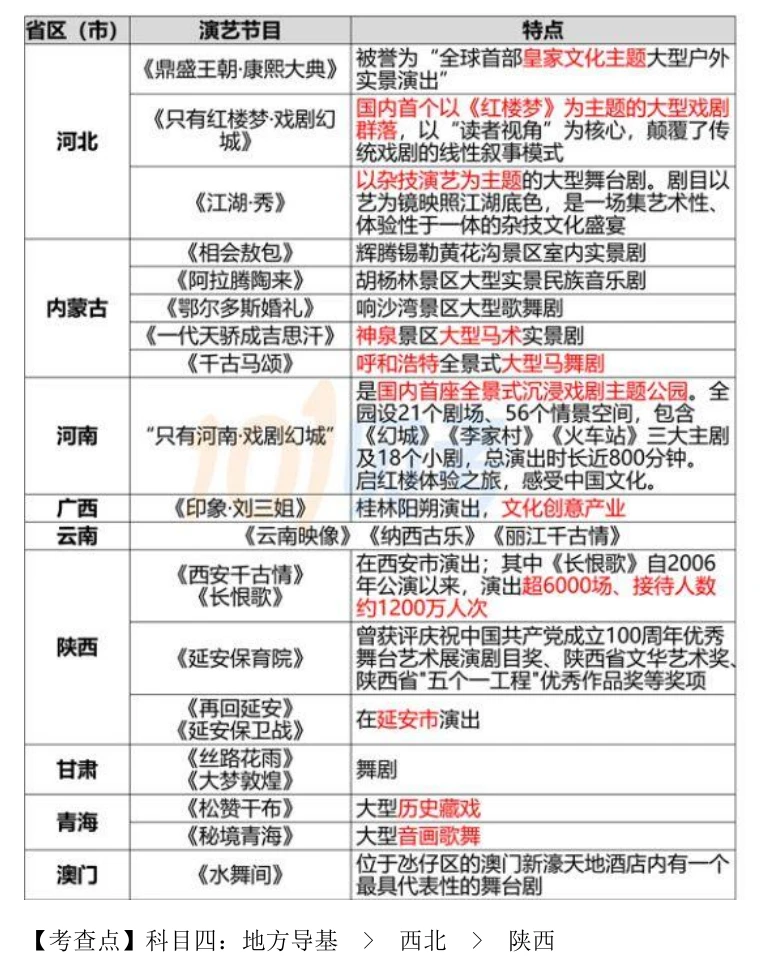 省区（市） 演艺节目 特点
河北
《鼎盛王朝·康熙大典》
被誉为“全球首部皇家文化主题大型户外
实景演出”
《只有红楼梦·戏剧幻
城》
国内首个以《红楼梦》为主题的大型戏剧
群落，以“读者视角”为核心，颠覆了传
统戏剧的线性叙事模式
《江湖·秀》
以杂技演艺为主题的大型舞台剧。剧目以
艺为镜映照江湖底色，是一场集艺术性、
体验性于一体的杂技文化盛宴
内蒙古
《相会敖包》 辉腾锡勒黄花沟景区室内实景剧
《阿拉腾陶来》 胡杨林景区大型实景民族音乐剧
《鄂尔多斯婚礼》 响沙湾景区大型歌舞剧
《一代天骄成吉思汗》 神泉景区大型马术实景剧
《千古马颂》 呼和浩特全景式大型马舞剧
河南
“只有河南·戏剧幻城”
是国内首座全景式沉浸戏剧主题公园。全
园设21个剧场、56个情景空间，包含
《幻城》《李家村》《火车站》三大主剧
及18个小剧，总演出时长近800分钟。
启红楼体验之旅，感受中国文化。
广西 《印象·刘三姐》 桂林阳朔演出，文化创意产业
云南 《云南映像》《纳西古乐》《丽江千古情》
陕西
《西安千古情》
《长恨歌》
在西安市演出；其中《长恨歌》自2006
年公演以来，演出超6000场、接待人数
约1200万人次
《延安保育院》
曾获评庆祝中国共产党成立100周年优秀
舞台艺术展演剧目奖、陕西省文华艺术奖、
陕西省"五个一工程"优秀作品奖等奖项
《再回延安》
《延安保卫战》
在延安市演出
甘肃
《丝路花雨》
《大梦敦煌》
舞剧
青海
《松赞干布》 大型历史藏戏
《秘境青海》 大型音画歌舞
澳门
《水舞间》
位于氹仔区的澳门新濠天地酒店内有一个
最具代表性的舞台剧
【考查点】科目四：地方导基 > 西北 > 陕西